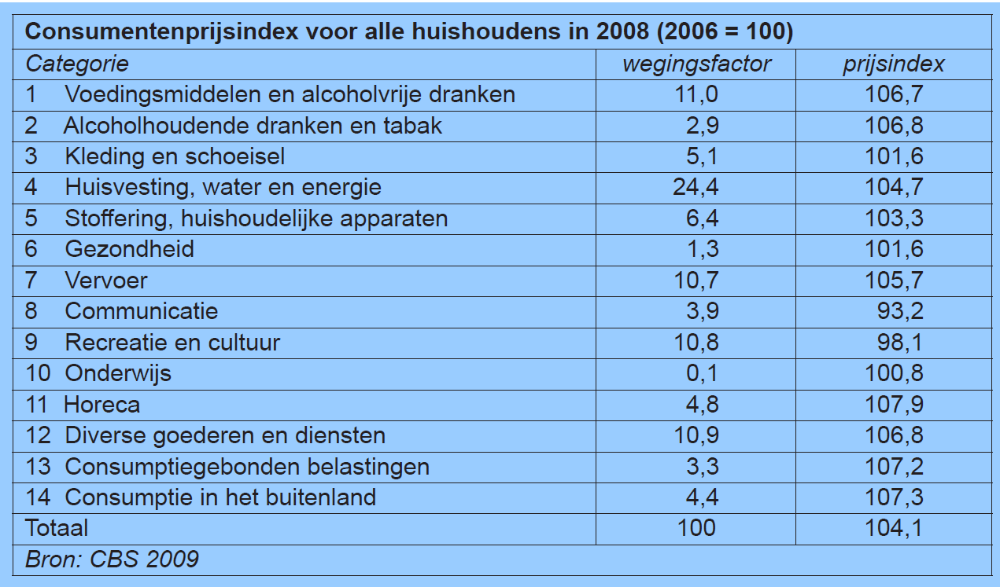 Consumentenprijsindex voor alle huishoudens in 2008 (2006 = 100)
Categorie wegingsfactor prijsindex
1 Voedingsmiddelen en alcoholvrije dranken 11,0 106,7
2 Alcoholhoudende dranken en tabak 2,9 106,8
3 Kleding en schoeisel 5,1 101,6
4 Huisvesting, water en energie 24,4 104,7
5 Stoffering, huishoudelijke apparaten 6,4 103,3
6 Gezondheid 1,3 101,6
7 Vervoer 10,7 105,7
8 Communicatie 3,9 93,2
9 Recreatie en cultuur 10,8 98,1
10 Onderwijs 0,1 100,8
11 Horeca 4,8 107,9
12 Diverse goederen en diensten 10,9 106,8
13 Consumptiegebonden belastingen 3,3 107,2
14 Consumptie in het buitenland 4,4 107,3
Totaal 100 104,1
Bron: CBS 2009